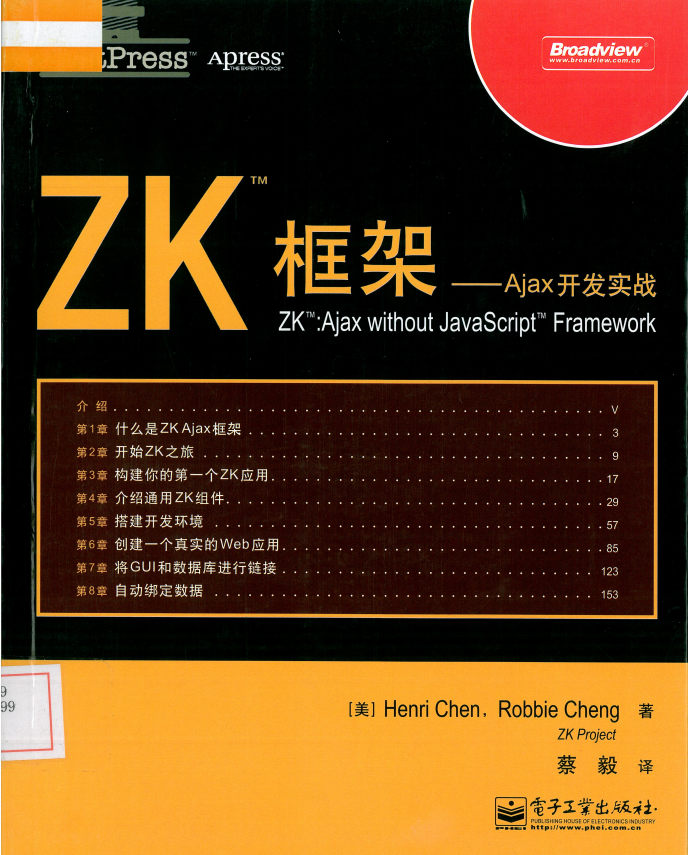 Press™ Apress®
THE EXPERT'S VOICE™
Broadview®
www.broadview.com.cn
ZK™
框架 ——Ajax开发实战
ZK™:Ajax without JavaScript™ Framework
介 绍 V
第1章 什么是ZK Ajax框架 3
第2章 开始ZK之旅 9
第3章 构建你的第一个ZK应用 17
第4章 介绍通用ZK组件 29
第5章 搭建开发环境 57
第6章 创建一个真实的Web应用 85
第7章 将GUI和数据库进行链接 123
第8章 自动绑定数据 153
9
99
[美] Henri Chen, Robbie Cheng 著
ZK Project
蔡 毅 译
電子工業出版社·
PHEI PUBLISHING HOUSE OF ELECTRONICS INDUSTRY
http://www.phei.com.cn